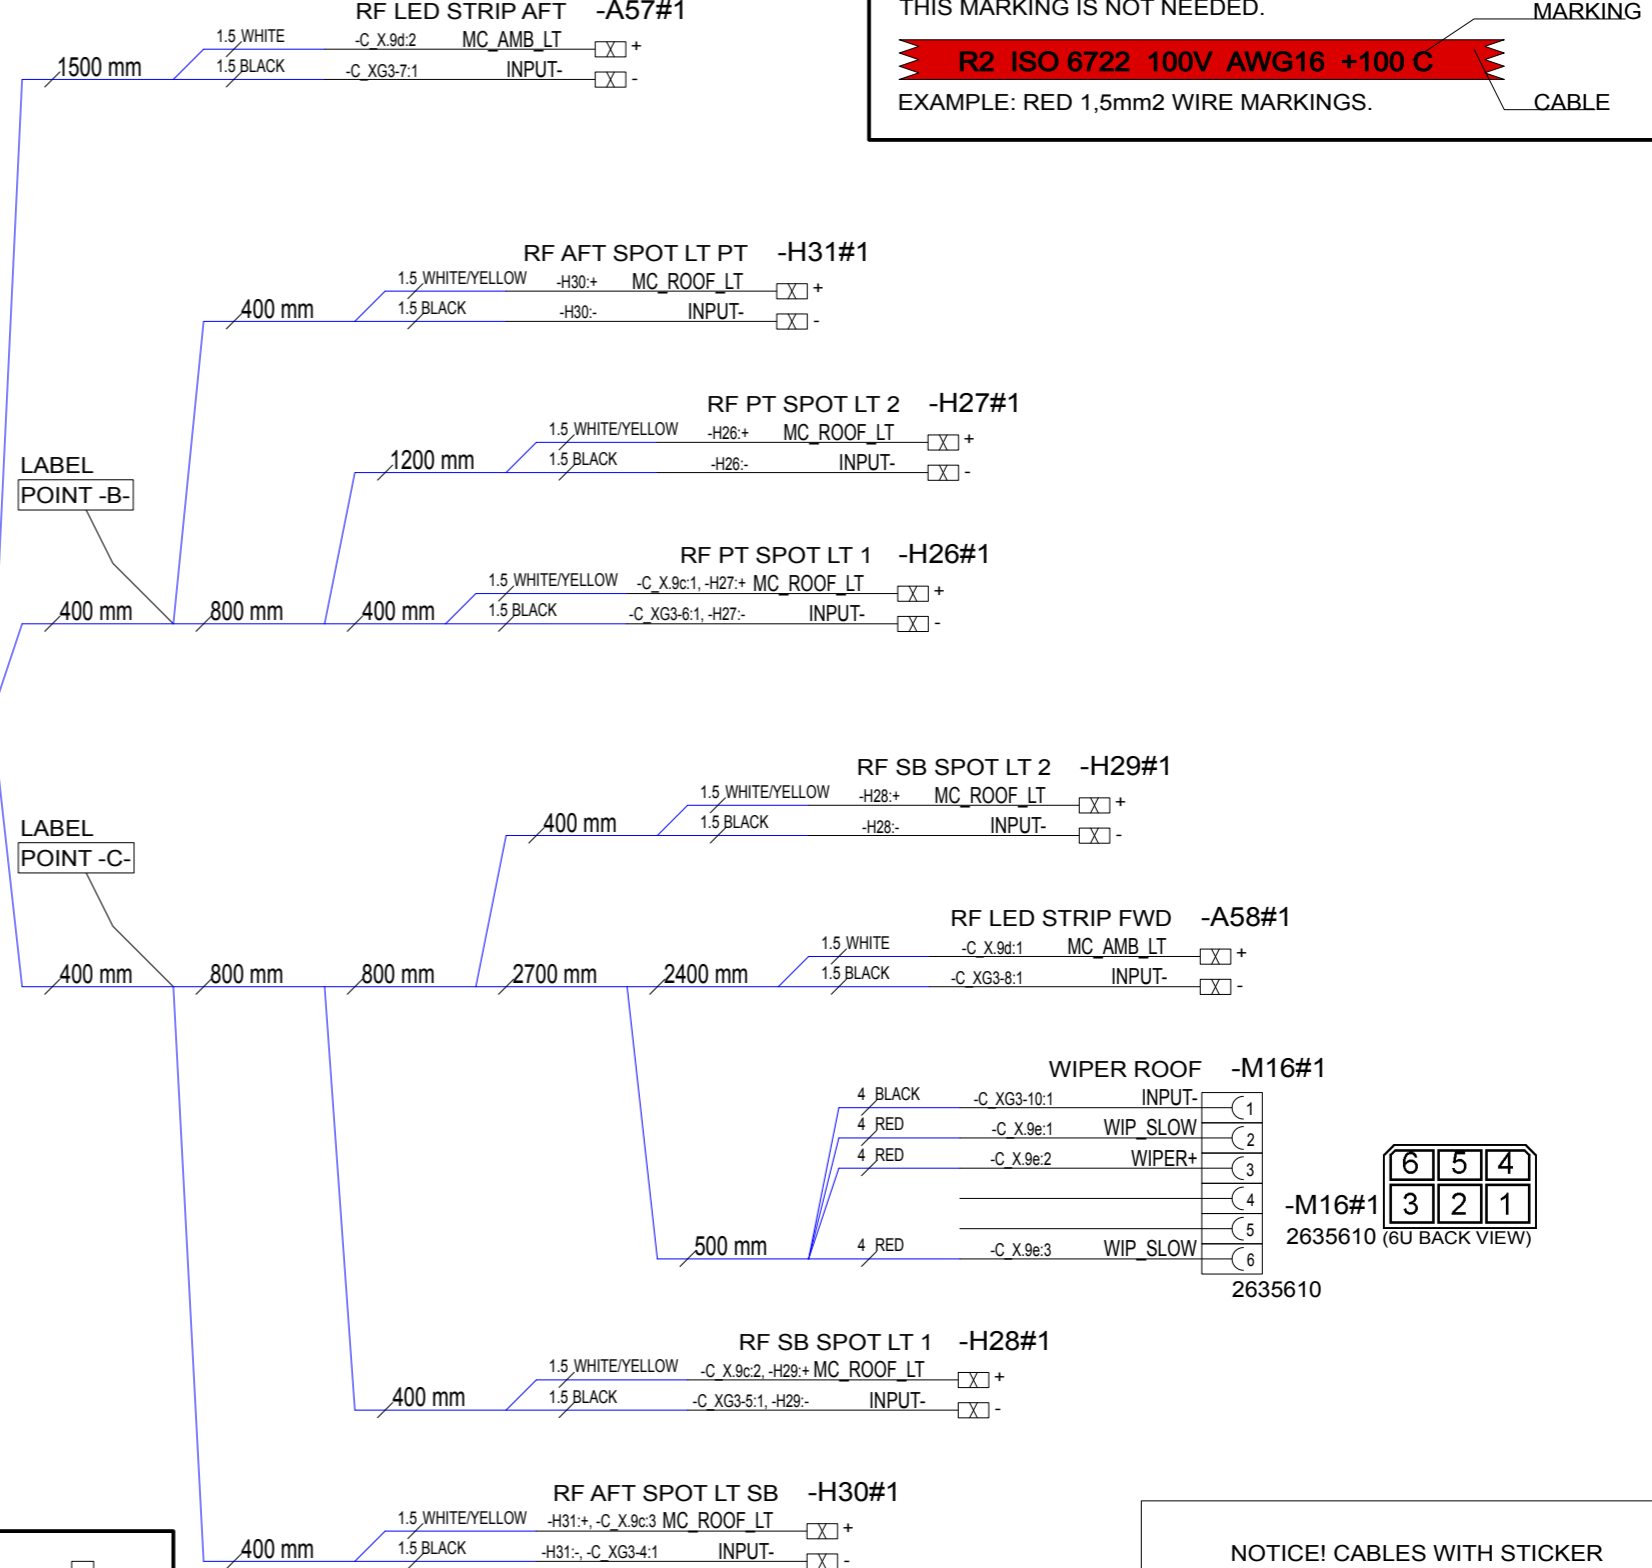 RF LED STRIP AFT -A57#1
1.5 WHITE -C_X.9d:2 MC_AMB_LT +
1500 mm 1.5 BLACK -C_XG3-7:1 INPUT- -
THIS MARKING IS NOT NEEDED.
MARKING
R2 ISO 6722 100V AWG16 +100 C
EXAMPLE: RED 1,5mm2 WIRE MARKINGS.
CABLE
RF AFT SPOT LT PT -H31#1
1.5 WHITE/YELLOW -H30:+ MC_ROOF_LT +
400 mm 1.5 BLACK -H30:- INPUT- -
RF PT SPOT LT 2 -H27#1
1.5 WHITE/YELLOW -H26:+ MC_ROOF_LT +
1200 mm 1.5 BLACK -H26:- INPUT- -
LABEL
POINT -B-
RF PT SPOT LT 1 -H26#1
1.5 WHITE/YELLOW -C_X.9c:1, -H27:+ MC_ROOF_LT +
400 mm 800 mm 400 mm 1.5 BLACK -C_XG3-6:1, -H27:- INPUT- -
RF SB SPOT LT 2 -H29#1
1.5 WHITE/YELLOW -H28:+ MC_ROOF_LT +
400 mm 1.5 BLACK -H28:- INPUT- -
LABEL
POINT -C-
RF LED STRIP FWD -A58#1
1.5 WHITE -C_X.9d:1 MC_AMB_LT +
400 mm 800 mm 800 mm 2700 mm 2400 mm 1.5 BLACK -C_XG3-8:1 INPUT- -
WIPER ROOF -M16#1
4 BLACK -C_XG3-10:1 INPUT- 1
4 RED -C_X.9e:1 WIP_SLOW 2
4 RED -C_X.9e:2 WIPER+ 3
4
5
500 mm 4 RED -C_X.9e:3 WIP_SLOW 6
2635610
6 5 4
-M16#1 3 2 1
2635610 (6U BACK VIEW)
RF SB SPOT LT 1 -H28#1
1.5 WHITE/YELLOW -C_X.9c:2, -H29:+ MC_ROOF_LT +
400 mm 1.5 BLACK -C_XG3-5:1, -H29:- INPUT- -
RF AFT SPOT LT SB -H30#1
1.5 WHITE/YELLOW -H31:+, -C_X.9c:3 MC_ROOF_LT +
400 mm 1.5 BLACK -H31:-, -C_XG3-4:1 INPUT- -
NOTICE! CABLES WITH STICKER